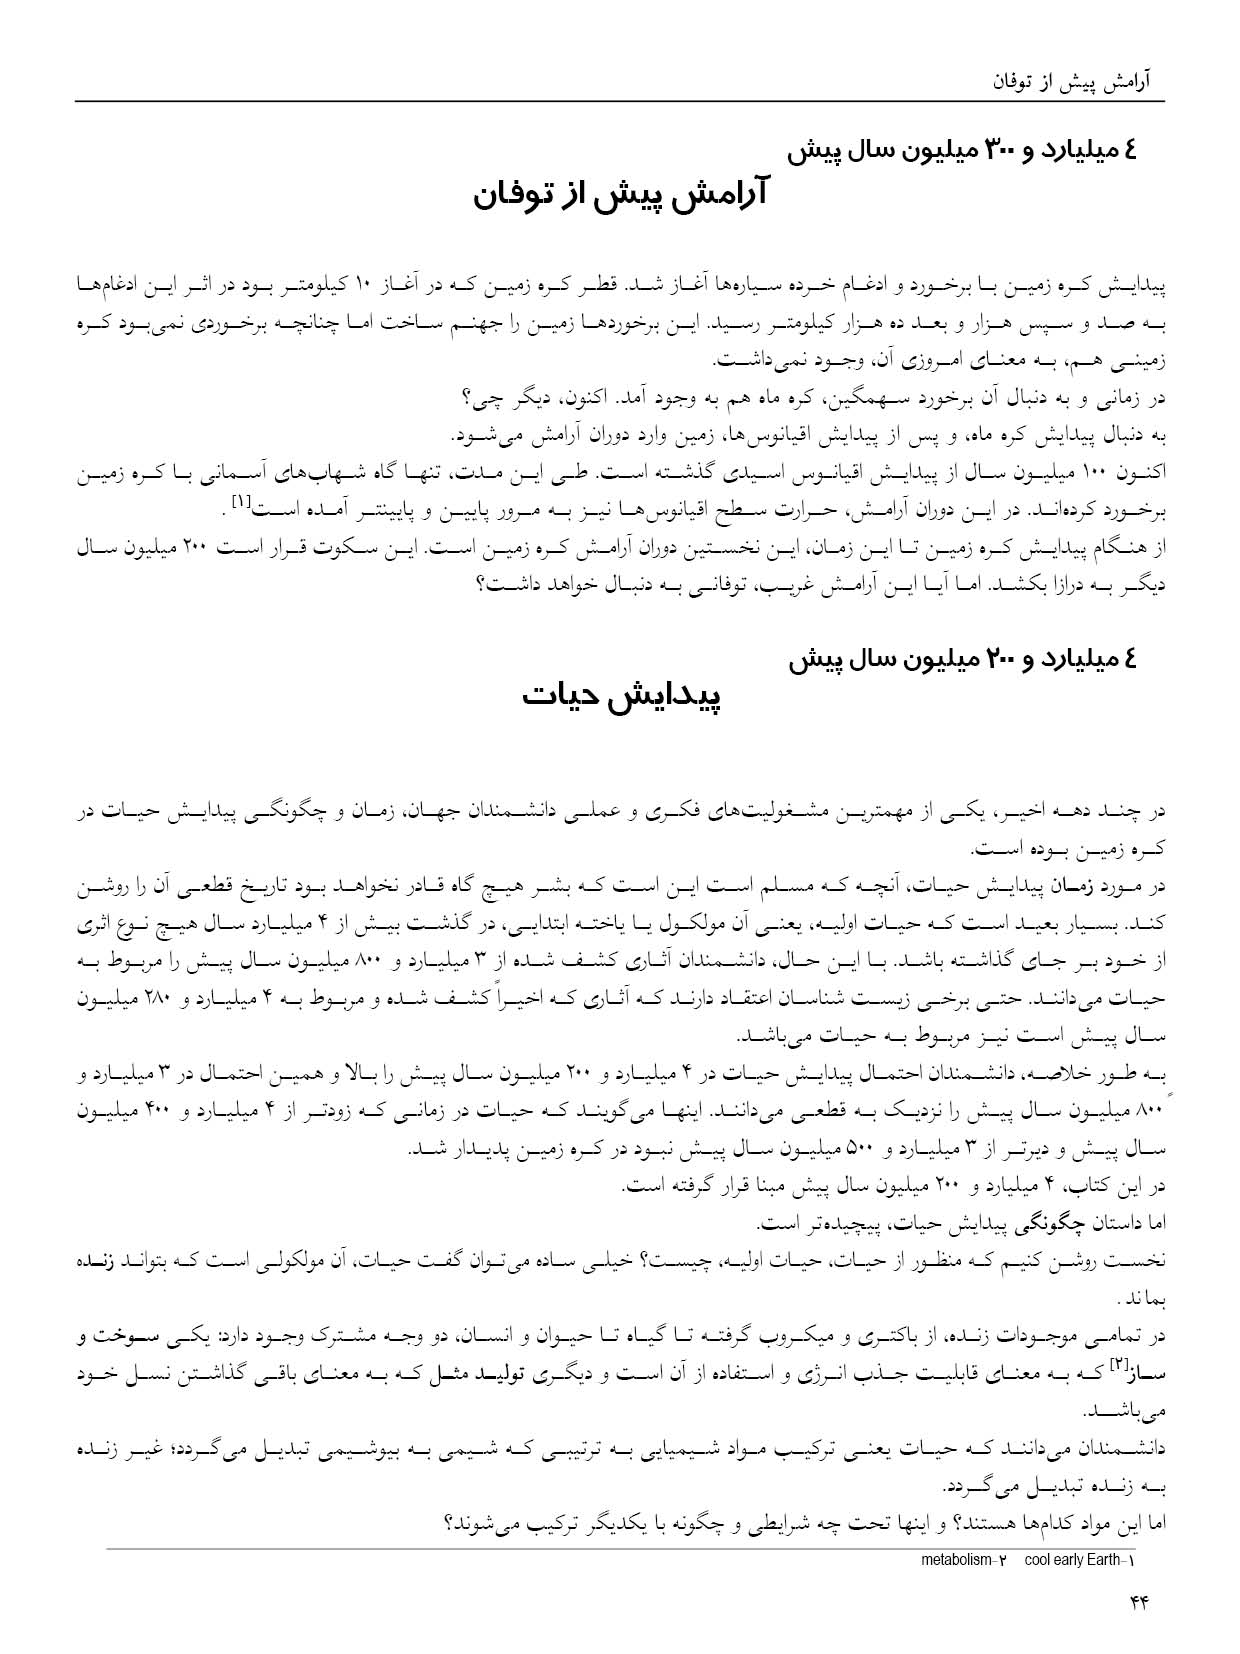 آرامش پیش از توفان
٤ میلیارد و ۳۰۰ میلیون سال پیش
آرامش پیش از توفان
پیدایش کره زمین با برخورد و ادغام خرده سیاره‌ها آغاز شد. قطر کره زمین که در آغاز ۱۰ کیلومتر بود در اثر این ادغام‌ها
به صد و سپس هزار و بعد ده هزار کیلومتر رسید. این برخوردها زمین را جهنم ساخت اما چنانچه برخوردی نمی‌بود کره
زمینی هم، به معنای امروزی آن، وجود نمی‌داشت.
در زمانی و به دنبال آن برخورد سهمگین، کره ماه هم به وجود آمد. اکنون، دیگر چی؟
به دنبال پیدایش کره ماه، و پس از پیدایش اقیانوس‌ها، زمین وارد دوران آرامش می‌شود.
اکنون ۱۰۰ میلیون سال از پیدایش اقیانوس اسیدی گذشته است. طی این مدت، تنها گاه شهاب‌های آسمانی با کره زمین
برخورد کرده‌اند. در این دوران آرامش، حرارت سطح اقیانوس‌ها نیز به مرور پایین و پایینتر آمده است[۱] .
از هنگام پیدایش کره زمین تا این زمان، این نخستین دوران آرامش کره زمین است. این سکوت قرار است ۲۰۰ میلیون سال
دیگر به درازا بکشد. اما آیا این آرامش غریب، توفانی به دنبال خواهد داشت؟
٤ میلیارد و ۲۰۰ میلیون سال پیش
پیدایش حیات
در چند دهه اخیر، یکی از مهمترین مشغولیت‌های فکری و عملی دانشمندان جهان، زمان و چگونگی پیدایش حیات در
کره زمین بوده است.
در مورد زمان پیدایش حیات، آنچه که مسلم است این است که بشر هیچ گاه قادر نخواهد بود تاریخ قطعی آن را روشن
کند. بسیار بعید است که حیات اولیه، یعنی آن مولکول یا یاخته ابتدایی، در گذشت بیش از ۴ میلیارد سال هیچ نوع اثری
از خود بر جای گذاشته باشد. با این حال، دانشمندان آثاری کشف شده از ۳ میلیارد و ۸۰۰ میلیون سال پیش را مربوط به
حیات می‌دانند. حتی برخی زیست شناسان اعتقاد دارند که آثاری که اخیراً کشف شده و مربوط به ۴ میلیارد و ۲۸۰ میلیون
سال پیش است نیز مربوط به حیات می‌باشد.
به طور خلاصه، دانشمندان احتمال پیدایش حیات در ۴ میلیارد و ۲۰۰ میلیون سال پیش را بالا و همین احتمال در ۳ میلیارد و
۸۰۰ میلیون سال پیش را نزدیک به قطعی می‌دانند. اینها می‌گویند که حیات در زمانی که زودتر از ۴ میلیارد و ۴۰۰ میلیون
سال پیش و دیرتر از ۳ میلیارد و ۵۰۰ میلیون سال پیش نبود در کره زمین پدیدار شد.
در این کتاب، ۴ میلیارد و ۲۰۰ میلیون سال پیش مبنا قرار گرفته است.
اما داستان چگونگی پیدایش حیات، پیچیده‌تر است.
نخست روشن کنیم که منظور از حیات، حیات اولیه، چیست؟ خیلی ساده می‌توان گفت حیات، آن مولکولی است که بتواند زنده
بماند .
در تمامی موجودات زنده، از باکتری و میکروب گرفته تا گیاه تا حیوان و انسان، دو وجه مشترک وجود دارد: یکی سوخت و
ساز[۲] که به معنای قابلیت جذب انرژی و استفاده از آن است و دیگری تولید مثل که به معنای باقی گذاشتن نسل خود
می‌باشد.
دانشمندان می‌دانند که حیات یعنی ترکیب مواد شیمیایی به ترتیبی که شیمی به بیوشیمی تبدیل می‌گردد؛ غیر زنده
به زنده تبدیل می‌گردد.
اما این مواد کدام‌ها هستند؟ و اینها تحت چه شرایطی و چگونه با یکدیگر ترکیب می‌شوند؟
۱-cool early Earth ۲-metabolism
۴۴